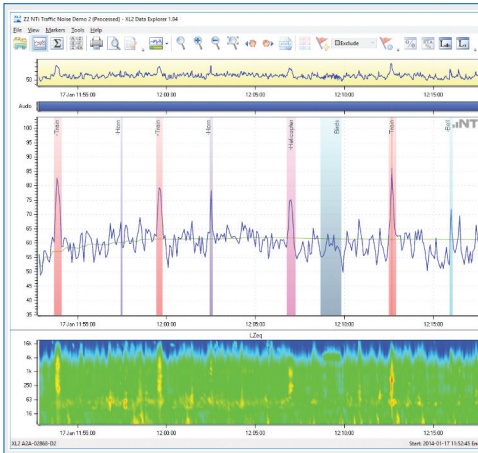 Z2 NTi Traffic Noise Demo 2 (Processed) - XL2 Data Explorer 1.84
File View Markers Tools Help
Exclude
50
17 Jan 11:55:00 12:00:00 12:05:00 12:10:00 12:15:00
Audio
100
95
90
85
80
75
70
65
60
55
50
45
40
35
Train
Horn
Train
Horn
Helicopter
Birds
Train
Bell
NT
17 Jan 11:55:00 12:00:00 12:05:00 12:10:00 12:15:00
LZeq
16k
4k
1k
250
63
16
17 Jan 11:55:00 12:00:00 12:05:00 12:10:00 12:15:00
XL2 A2A-02868-D2
Start: 2014-01-17 11:52:45 En